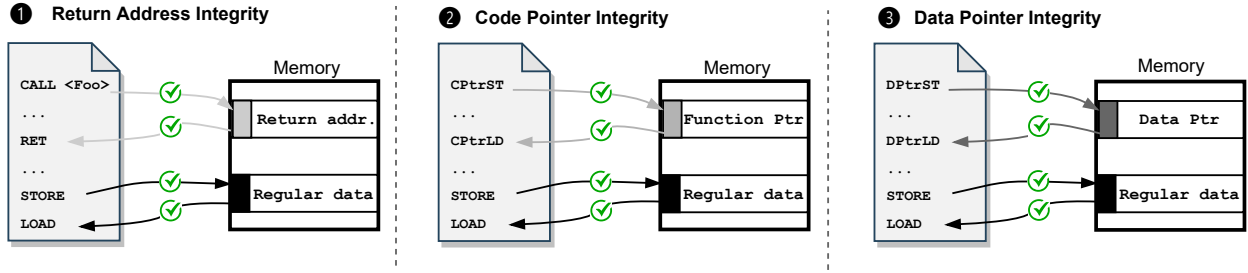 ❶ Return Address Integrity
CALL <Foo>
...
RET
...
STORE
LOAD
Memory
Return addr.
Regular data
❷ Code Pointer Integrity
CPtrST
...
CPtrLD
...
STORE
LOAD
Memory
Function Ptr
Regular data
❸ Data Pointer Integrity
DPtrST
...
DPtrLD
...
STORE
LOAD
Memory
Data Ptr
Regular data